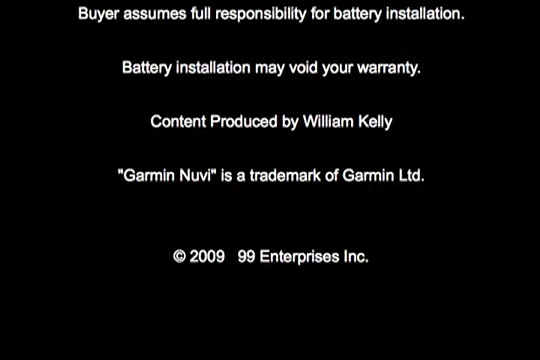 Buyer assumes full responsibility for battery installation.
Battery installation may void your warranty.
Content Produced by William Kelly
"Garmin Nuvi" is a trademark of Garmin Ltd.
© 2009 99 Enterprises Inc.